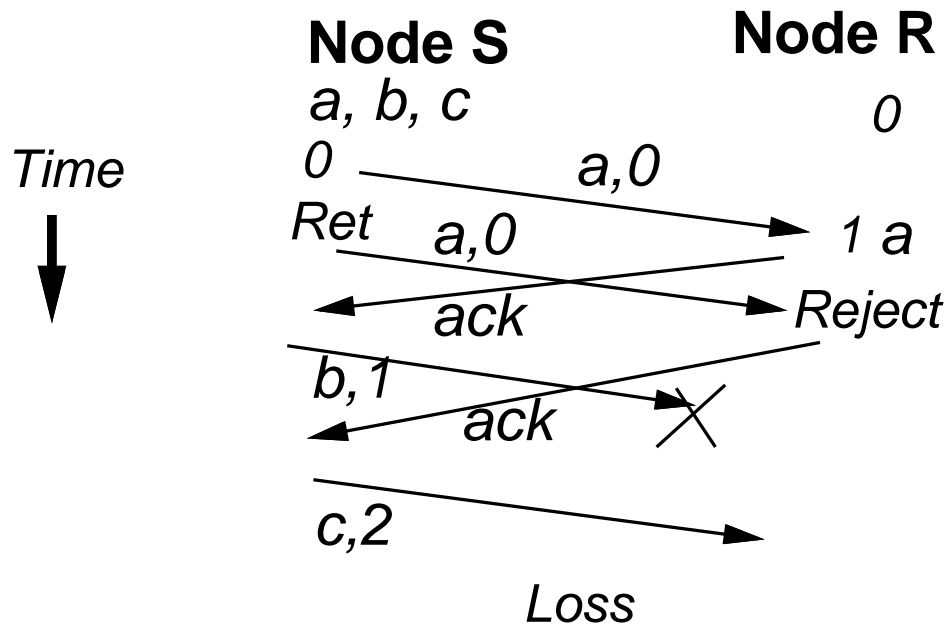 Node S Node R
a, b, c 0
Time 0 a,0
Ret a,0 1 a
ack Reject
b,1
ack
c,2
Loss